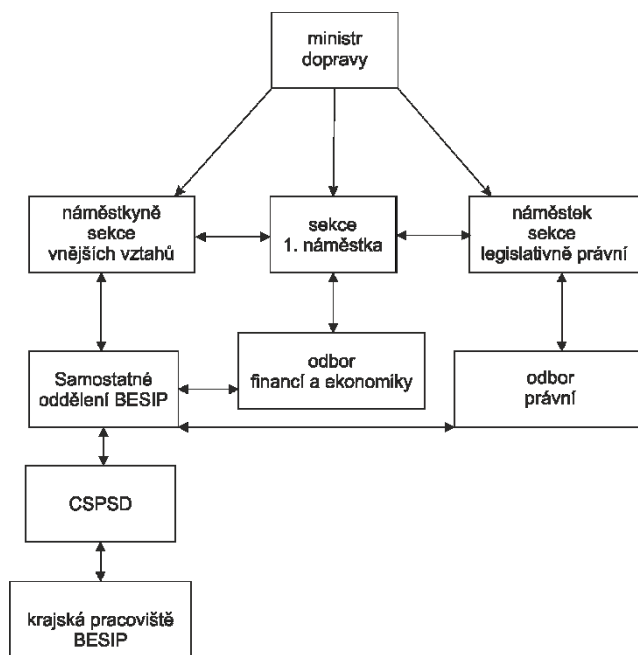 ministr
dopravy
náměstkyně
sekce
vnějších vztahů
sekce
1. náměstka
náměstek
sekce
legislativně právní
Samostatné
oddělení BESIP
odbor
financí a ekonomiky
odbor
právní
CSPSD
krajská pracoviště
BESIP